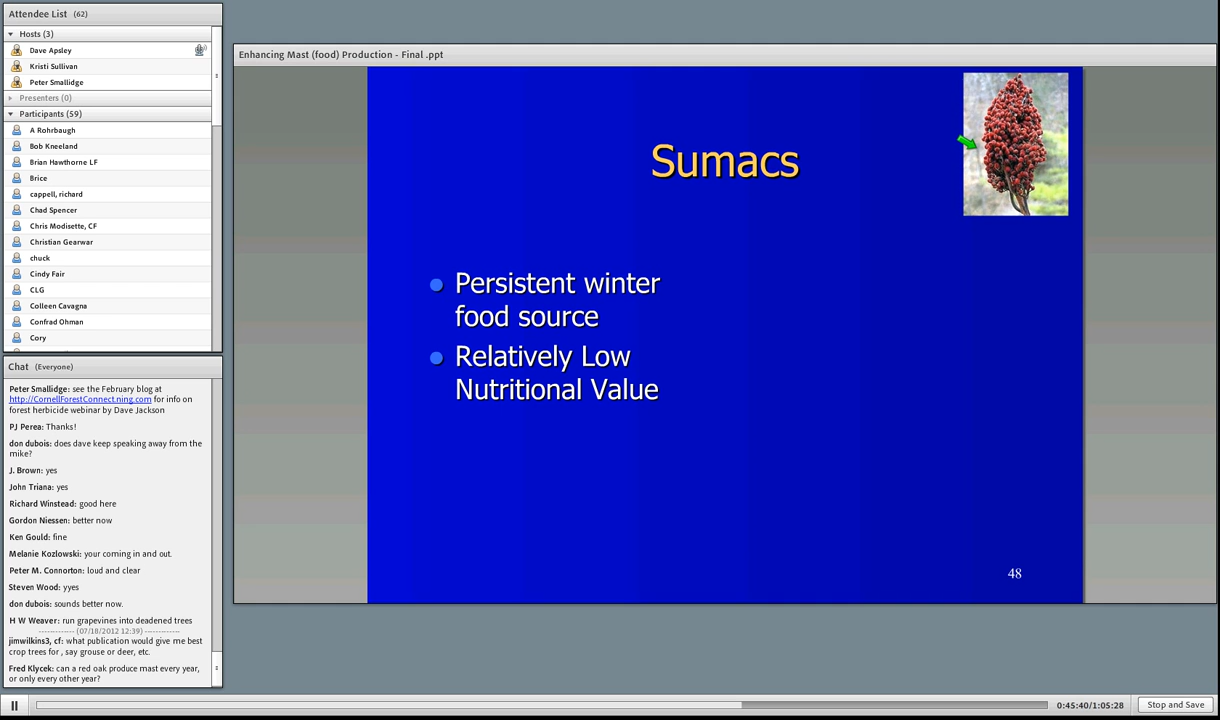 Attendee List (62)
Hosts (3)
Dave Apsley
Kristi Sullivan
Peter Smallidge
Presenters (0)
Participants (59)
A Rohrbaugh
Bob Kneeland
Brian Hawthorne LF
Brice
cappell, richard
Chad Spencer
Chris Modisette, CF
Christian Gearwar
chuck
Cindy Fair
CLG
Colleen Cavagna
Confrad Ohman
Cory
Chat (Everyone)
Peter Smallidge: see the February blog at
http://CornellForestConnect.ning.com for info on
forest herbicide webinar by Dave Jackson
PJ Perea: Thanks!
don dubois: does dave keep speaking away from the
mike?
J. Brown: yes
John Triana: yes
Richard Winstead: good here
Gordon Niessen: better now
Ken Gould: fine
Melanie Kozlowski: your coming in and out.
Peter M. Connorton: loud and clear
Steven Wood: yyes
don dubois: sounds better now.
H W Weaver: run grapevines into deadened trees
------------ (07/18/2012 12:39) ------------
jimwilkins3, cf: what publication would give me best
crop trees for , say grouse or deer, etc.
Fred Klycek: can a red oak produce mast every year,
or only every other year?
Enhancing Mast (food) Production - Final .ppt
Sumacs
Persistent winter
food source
Relatively Low
Nutritional Value
48
0:45:40/1:05:28
Stop and Save